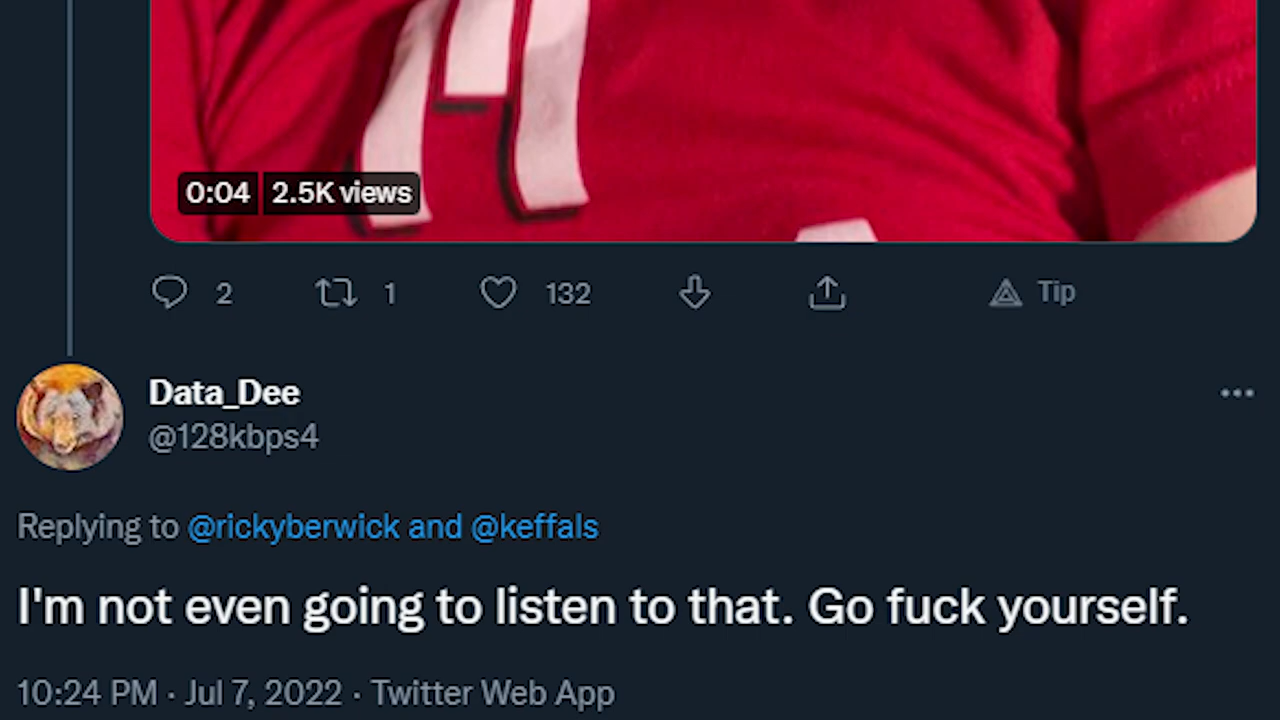 0:04 2.5K views
2 1 132 Tip
Data_Dee
@128kbps4
Replying to @rickyberwick and @keffals
I'm not even going to listen to that. Go fuck yourself.
10:24 PM · Jul 7, 2022 · Twitter Web App